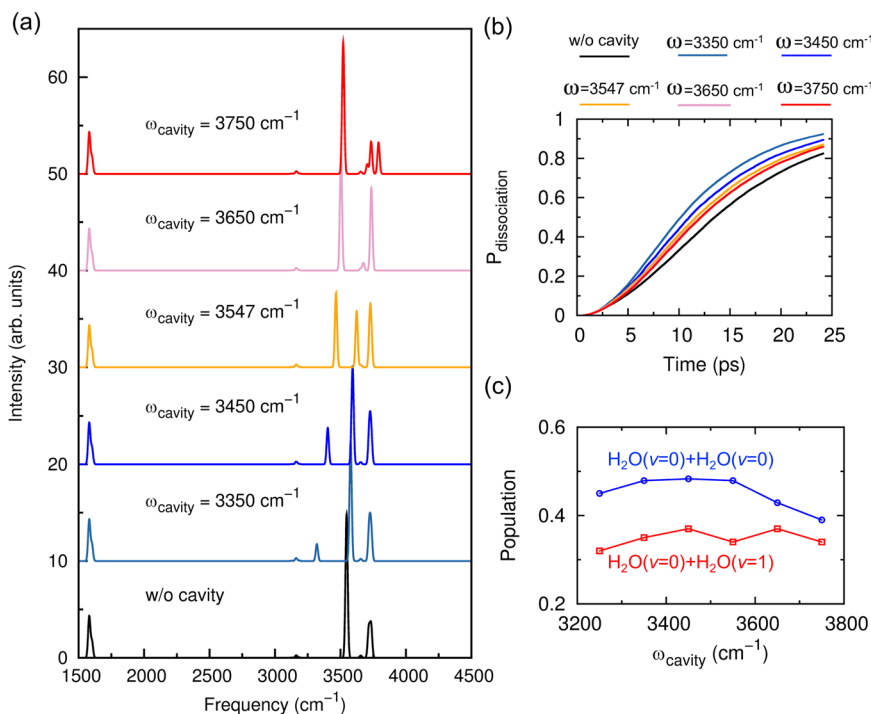 (a)
60
50
40
30
20
10
0
Intensity (arb. units)
ωcavity = 3750 cm⁻¹
ωcavity = 3650 cm⁻¹
ωcavity = 3547 cm⁻¹
ωcavity = 3450 cm⁻¹
ωcavity = 3350 cm⁻¹
w/o cavity
1500 2000 2500 3000 3500 4000 4500
Frequency (cm⁻¹)
(b)
w/o cavity ω=3350 cm⁻¹ ω=3450 cm⁻¹
ω=3547 cm⁻¹ ω=3650 cm⁻¹ ω=3750 cm⁻¹
1
0.8
0.6
0.4
0.2
0
Pdissociation
0 5 10 15 20 25
Time (ps)
(c)
0.6
0.4
0.2
Population
H₂O(v=0)+H₂O(v=0)
H₂O(v=0)+H₂O(v=1)
3200 3400 3600 3800
ωcavity (cm⁻¹)